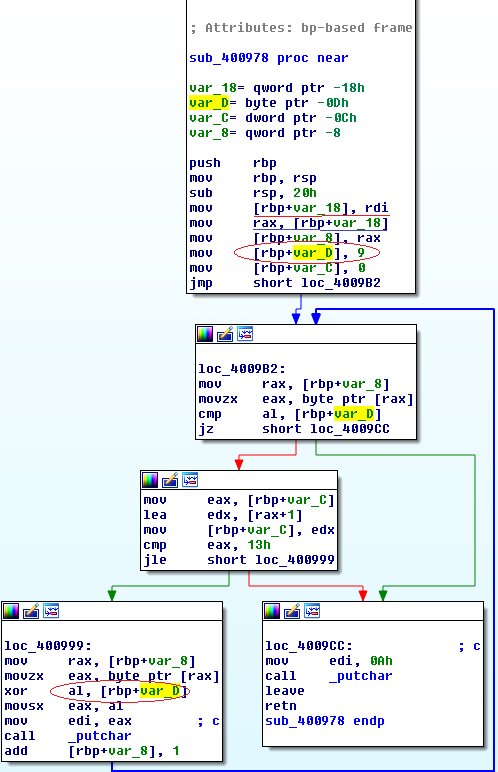 ; Attributes: bp-based frame
sub_400978 proc near
var_18= qword ptr -18h
var_D= byte ptr -0Dh
var_C= dword ptr -0Ch
var_8= qword ptr -8
push rbp
mov rbp, rsp
sub rsp, 20h
mov [rbp+var_18], rdi
mov rax, [rbp+var_18]
mov [rbp+var_8], rax
mov [rbp+var_D], 9
mov [rbp+var_C], 0
jmp short loc_4009B2
loc_4009B2:
mov rax, [rbp+var_8]
movzx eax, byte ptr [rax]
cmp al, [rbp+var_D]
jz short loc_4009CC
mov eax, [rbp+var_C]
lea edx, [rax+1]
mov [rbp+var_C], edx
cmp eax, 13h
jle short loc_400999
loc_400999:
mov rax, [rbp+var_8]
movzx eax, byte ptr [rax]
xor al, [rbp+var_D]
movsx eax, al
mov edi, eax ; c
call _putchar
add [rbp+var_8], 1
loc_4009CC: ; c
mov edi, 0Ah
call _putchar
leave
retn
sub_400978 endp